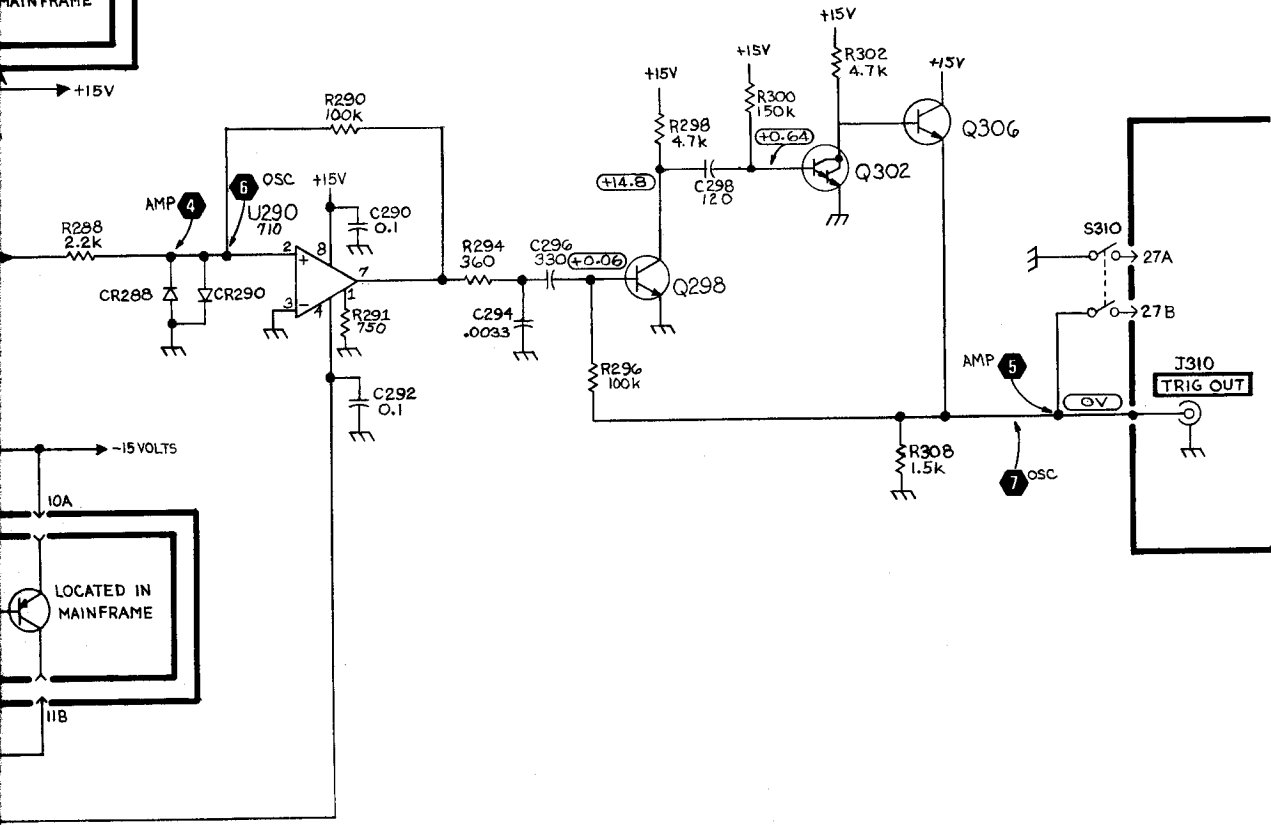 MAINFRAME
+15V
R290
100K
AMP 4
6 OSC
U290
710
+15V
C290
0.1
R288
2.2k
CR288
CR290
2
8
+
3
-
4
7
1
R291
750
C292
0.1
R294
360
C296
330
+0.06
C294
.0033
R296
100k
+15V
R298
4.7k
+14.8
Q298
C298
120
+15V
R300
150k
+0.64
+15V
R302
4.7k
Q302
+15V
Q306
S310
27A
27B
AMP 5
0V
J310
TRIG OUT
R308
1.5k
7 OSC
-15 VOLTS
10A
LOCATED IN
MAINFRAME
11B